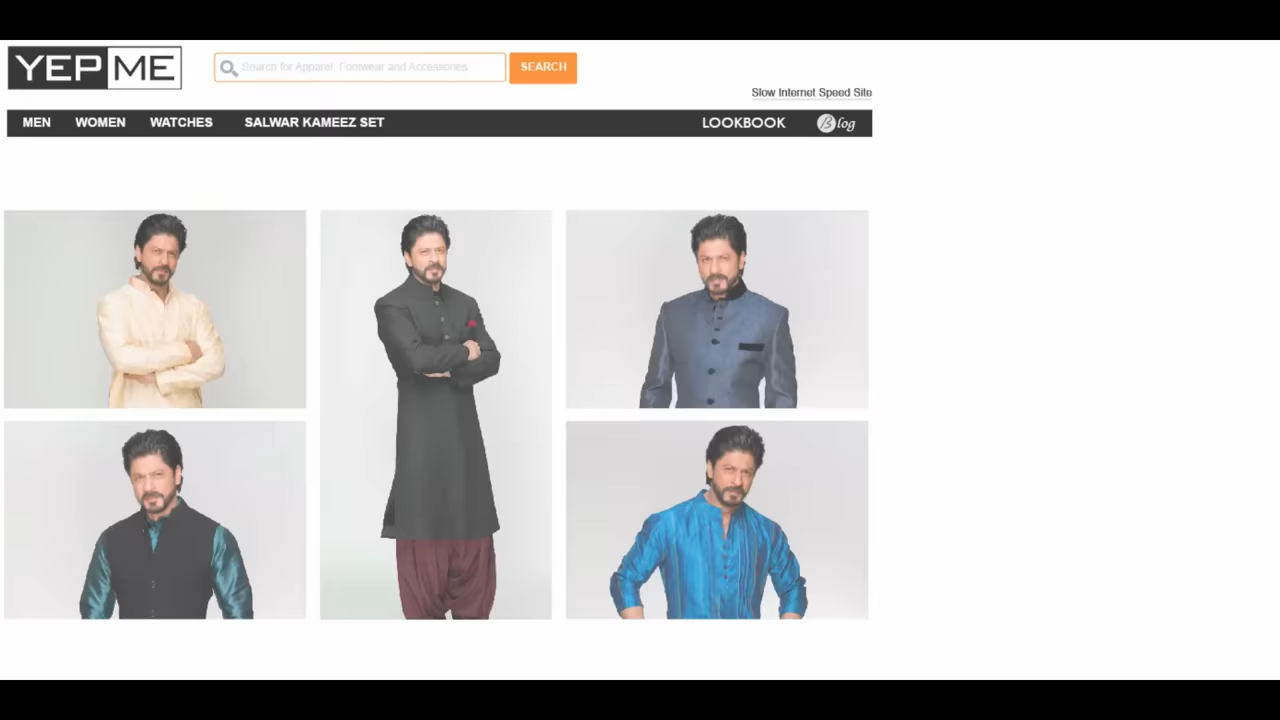 YEPME
Search for Apparel, Footwear and Accessories
SEARCH
Slow Internet Speed Site
MEN WOMEN WATCHES SALWAR KAMEEZ SET LOOKBOOK Blog